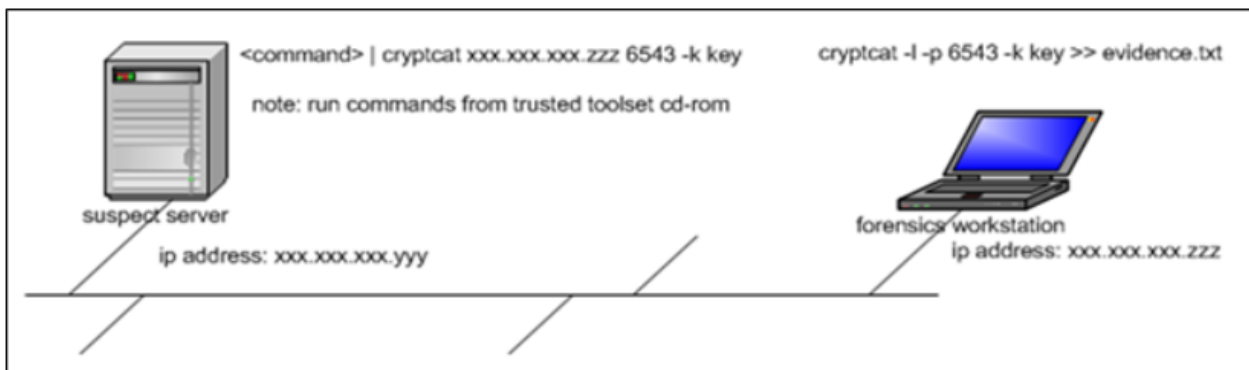 <command> | cryptcat xxx.xxx.xxx.zzz 6543 -k key
note: run commands from trusted toolset cd-rom
suspect server
ip address: xxx.xxx.xxx.yyy
cryptcat -l -p 6543 -k key >> evidence.txt
forensics workstation
ip address: xxx.xxx.xxx.zzz